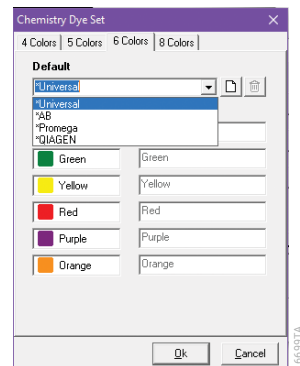 Chemistry Dye Set
4 Colors 5 Colors 6 Colors 8 Colors
Default
*Universal
*Universal
*AB
*Promega
*QIAGEN
Green Green
Yellow Yellow
Red Red
Purple Purple
Orange Orange
Ok Cancel
6699TA